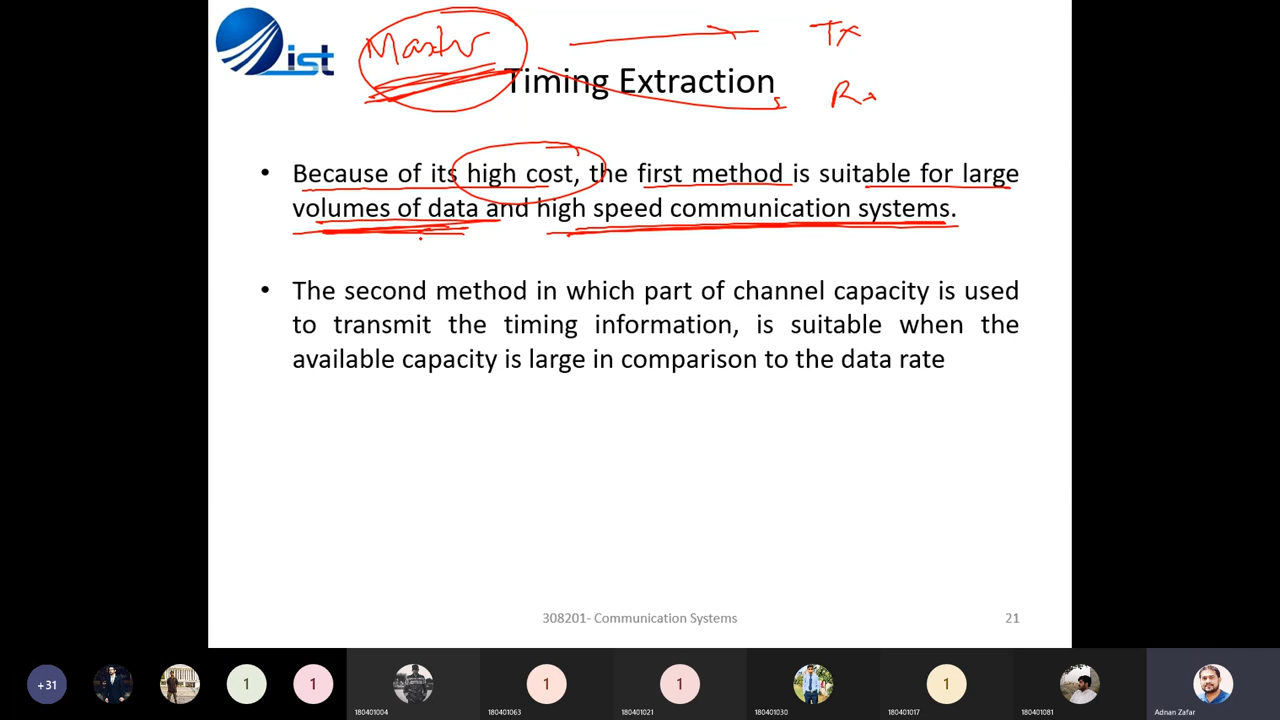 Master
Tx
ist
Timing Extraction
Rx
• Because of its high cost, the first method is suitable for large
volumes of data and high speed communication systems.
• The second method in which part of channel capacity is used
to transmit the timing information, is suitable when the
available capacity is large in comparison to the data rate
308201- Communication Systems
21
+31
1
1
1
1
1
180401004
180401063
180401021
180401030
180401017
180401081
Adnan Zafar